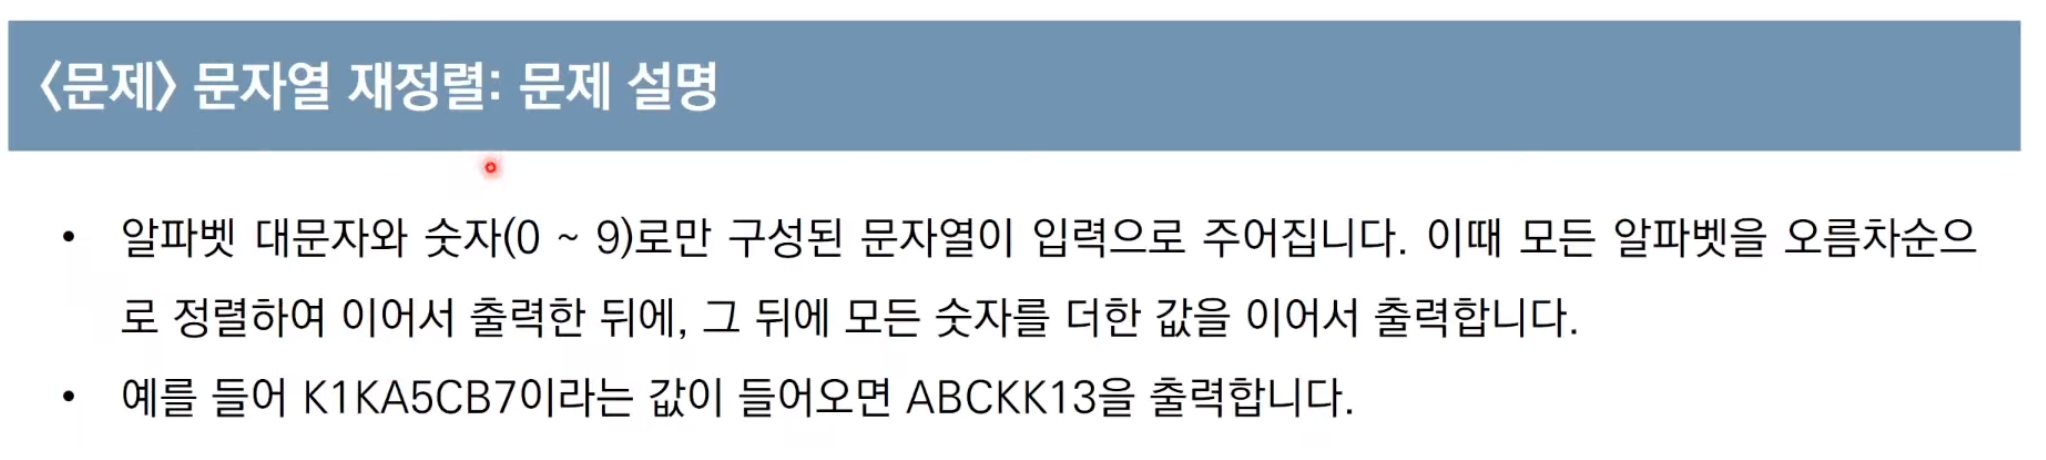 〈문제〉 문자열 재정렬: 문제 설명
• 알파벳 대문자와 숫자(0 ~ 9)로만 구성된 문자열이 입력으로 주어집니다. 이때 모든 알파벳을 오름차순으
로 정렬하여 이어서 출력한 뒤에, 그 뒤에 모든 숫자를 더한 값을 이어서 출력합니다.
• 예를 들어 K1KA5CB7이라는 값이 들어오면 ABCKK13을 출력합니다.